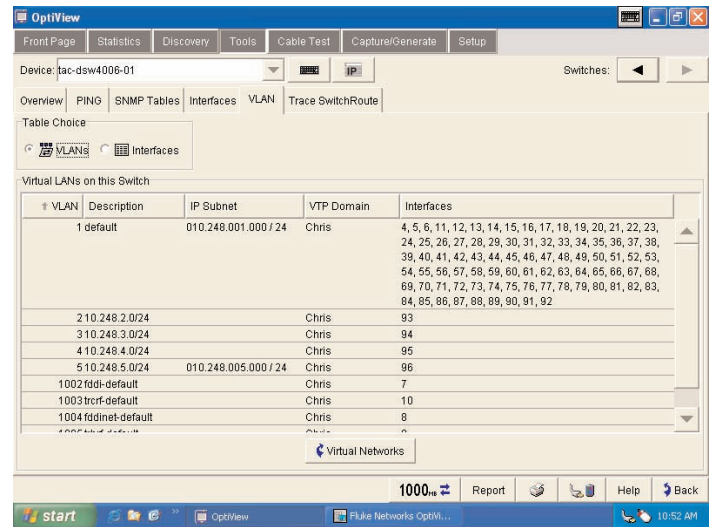 OptiView
Front Page Statistics Discovery Tools Cable Test Capture/Generate Setup
Device: tac-dsw4006-01 IP Switches:
Overview PING SNMP Tables Interfaces VLAN Trace SwitchRoute
Table Choice
VLANs Interfaces
Virtual LANs on this Switch
VLAN Description IP Subnet VTP Domain Interfaces
1 default 010.248.001.000 / 24 Chris 4, 5, 6, 11, 12, 13, 14, 15, 16, 17, 18, 19, 20, 21, 22, 23,
24, 25, 26, 27, 28, 29, 30, 31, 32, 33, 34, 35, 36, 37, 38,
39, 40, 41, 42, 43, 44, 45, 46, 47, 48, 49, 50, 51, 52, 53,
54, 55, 56, 57, 58, 59, 60, 61, 62, 63, 64, 65, 66, 67, 68,
69, 70, 71, 72, 73, 74, 75, 76, 77, 78, 79, 80, 81, 82, 83,
84, 85, 86, 87, 88, 89, 90, 91, 92
2 10.248.2.0/24 Chris 93
3 10.248.3.0/24 Chris 94
4 10.248.4.0/24 Chris 95
5 10.248.5.0/24 010.248.005.000 / 24 Chris 96
1002 fddi-default Chris 7
1003 trcrf-default Chris 10
1004 fddinet-default Chris 8
Virtual Networks
1000MB Report Help Back
start OptiView Fluke Networks OptiVi... 10:52 AM